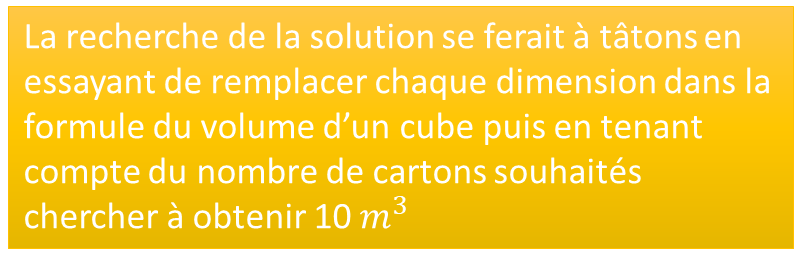 La recherche de la solution se ferait à tâtons en
essayant de remplacer chaque dimension dans la
formule du volume d’un cube puis en tenant
compte du nombre de cartons souhaités
chercher à obtenir 10 m³